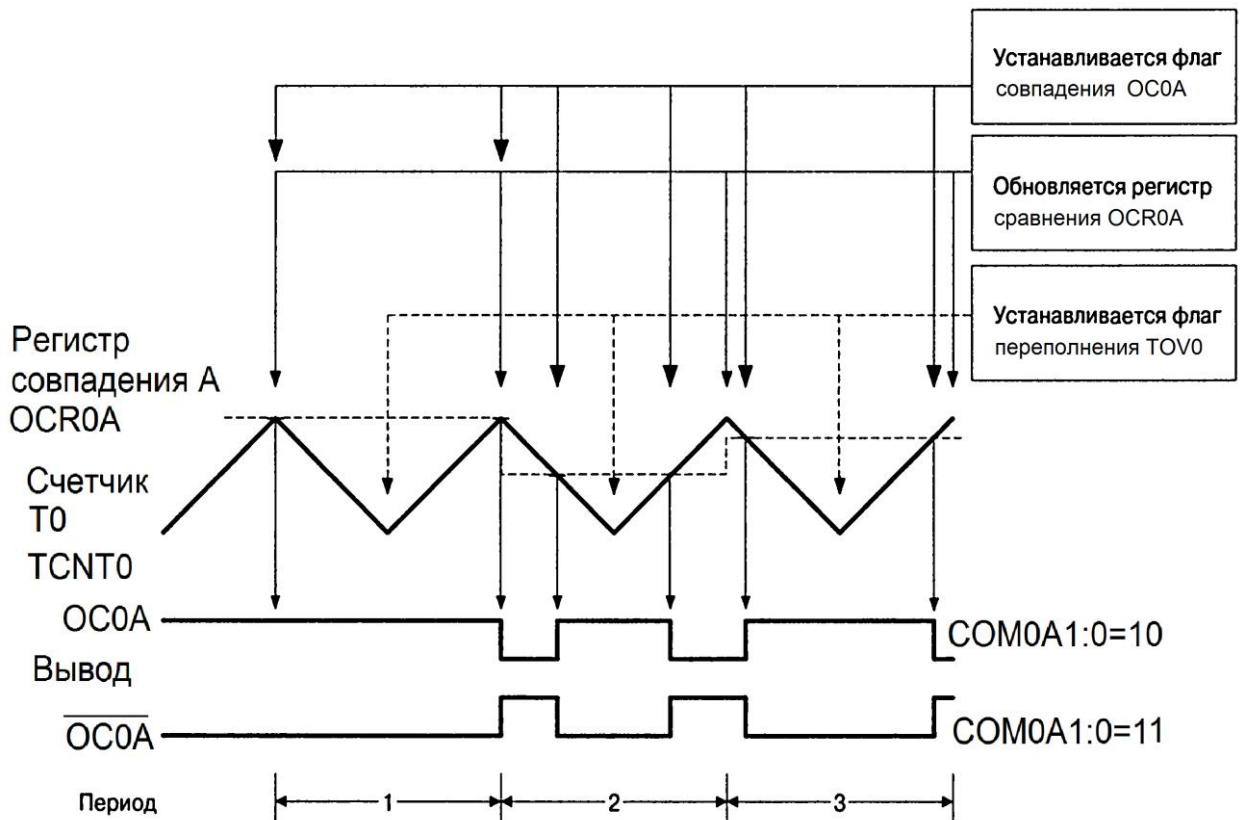 Устанавливается флаг
совпадения OC0A
Обновляется регистр
сравнения OCR0A
Устанавливается флаг
переполнения TOV0
Регистр
совпадения А
OCR0A
Счетчик
T0
TCNT0
OC0A
COM0A1:0=10
Вывод
OC0A
COM0A1:0=11
Период
1
2
3